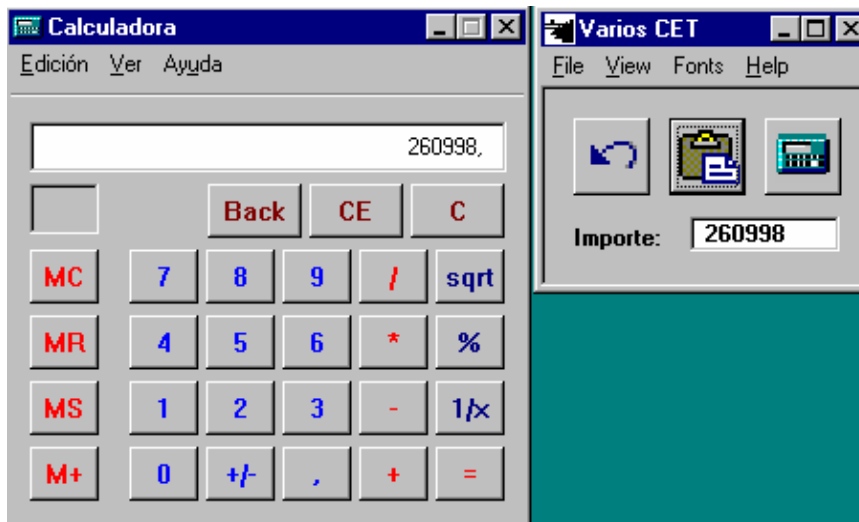 Calculadora
Edición Ver Ayuda
260998,
Back CE C
MC 7 8 9 / sqrt
MR 4 5 6 * %
MS 1 2 3 - 1/x
M+ 0 +/- , + =
Varios CET
File View Fonts Help
Importe: 260998